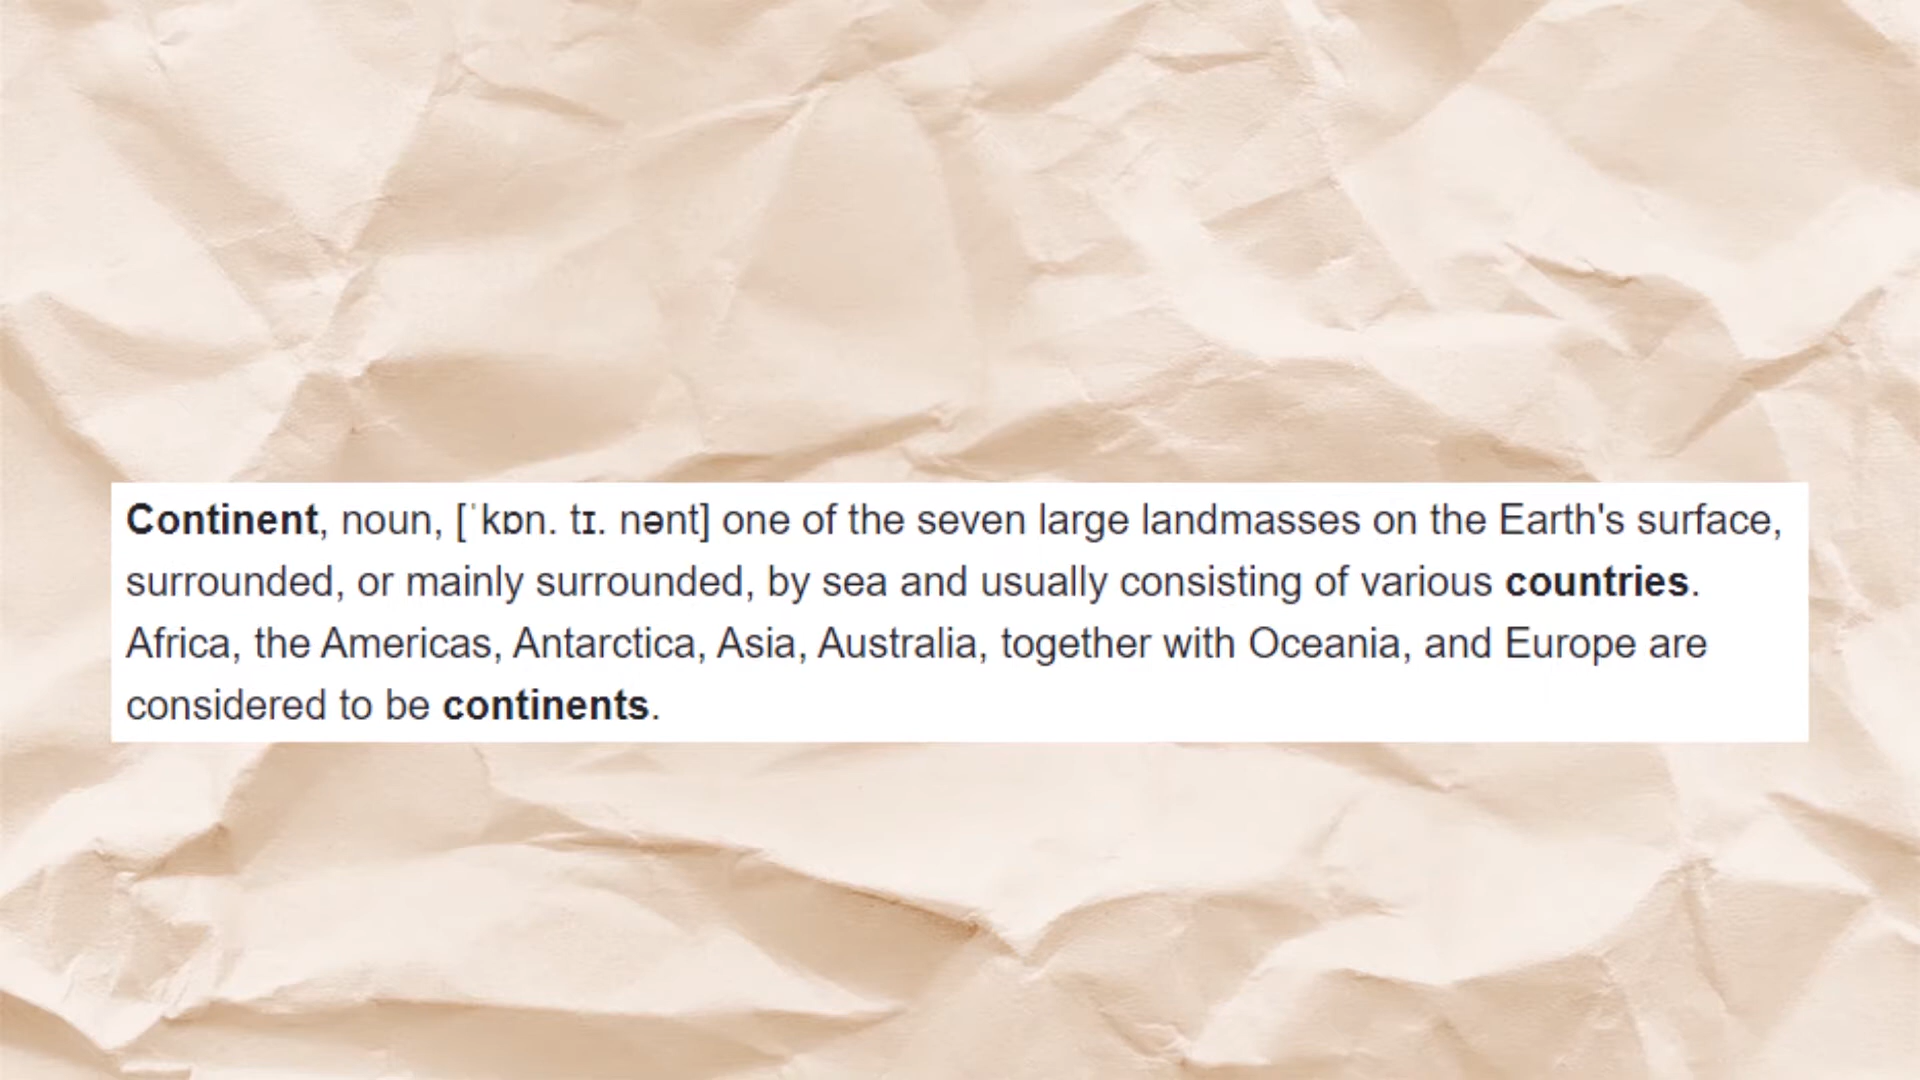 Continent, noun, [ˈkɒn. tɪ. nənt] one of the seven large landmasses on the Earth's surface,
surrounded, or mainly surrounded, by sea and usually consisting of various countries.
Africa, the Americas, Antarctica, Asia, Australia, together with Oceania, and Europe are
considered to be continents.